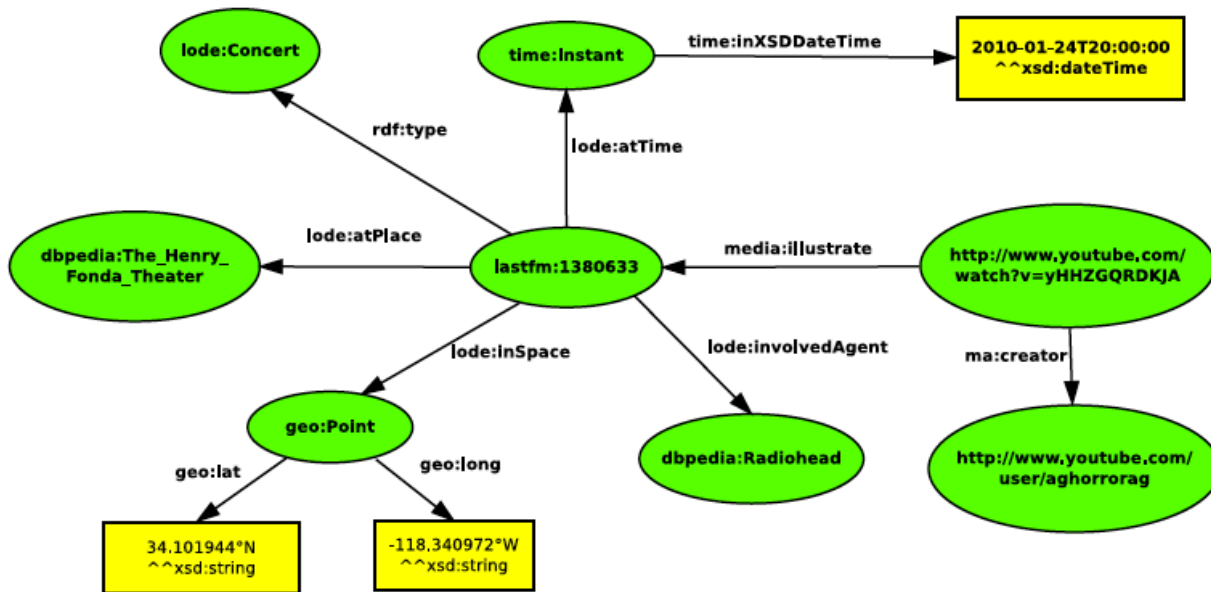 lode:Concert
time:Instant
time:inXSDDateTime
2010-01-24T20:00:00
^^xsd:dateTime
rdf:type
lode:atTime
dbpedia:The_Henry_
Fonda_Theater
lode:atPlace
lastfm:1380633
media:illustrate
http://www.youtube.com/
watch?v=yHHZGQRDKJA
lode:inSpace
lode:involvedAgent
ma:creator
geo:Point
dbpedia:Radiohead
http://www.youtube.com/
user/aghorrorag
geo:lat
geo:long
34.101944°N
^^xsd:string
-118.340972°W
^^xsd:string